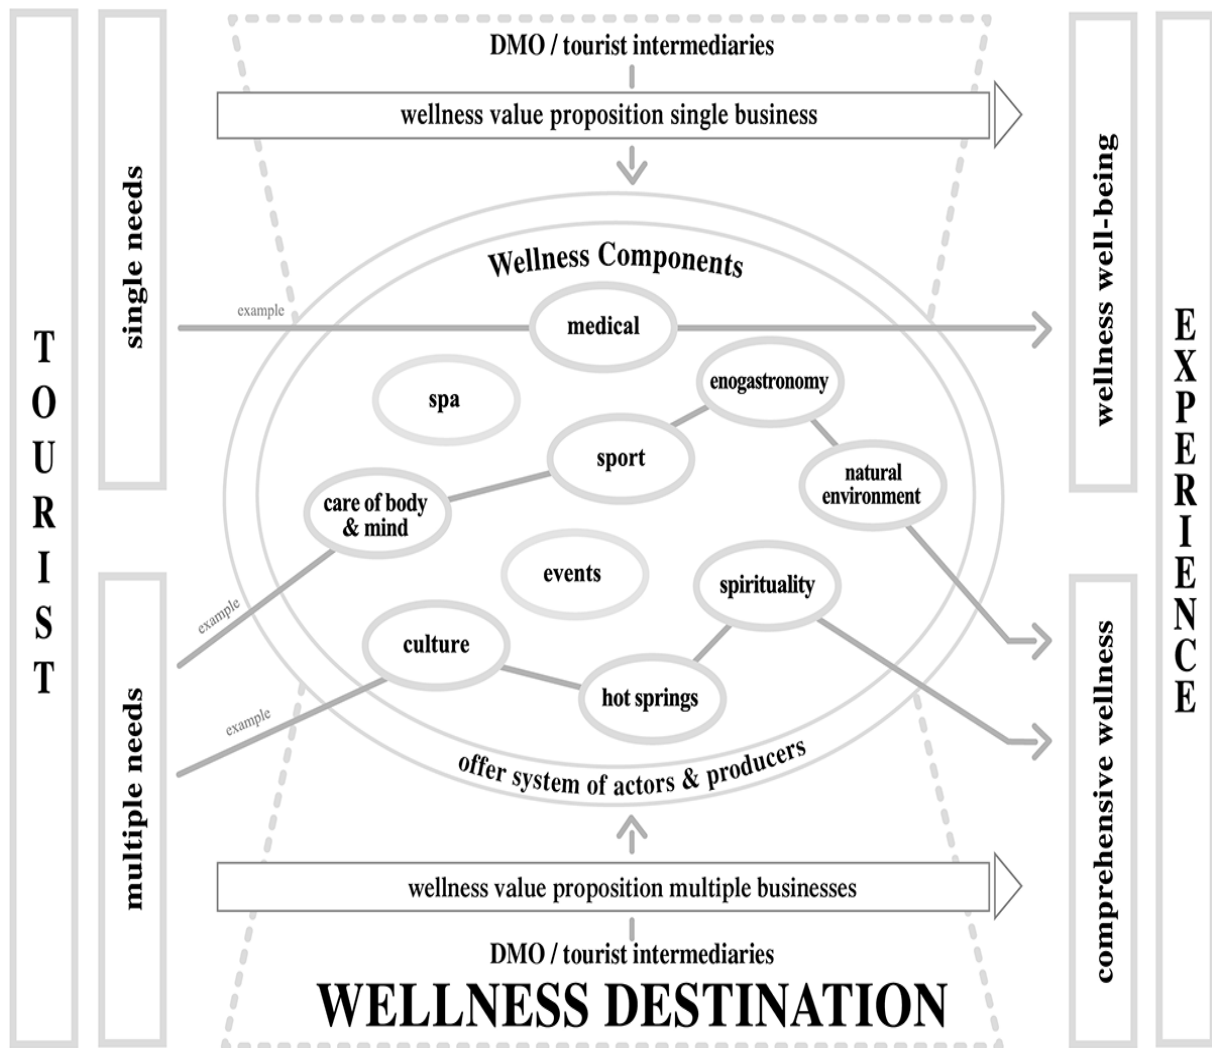 TOURIST
single needs
multiple needs
DMO / tourist intermediaries
wellness value proposition single business
Wellness Components
example
medical
enogastronomy
spa
sport
natural
environment
care of body
& mind
events
spirituality
example
culture
hot springs
example
offer system of actors & producers
wellness value proposition multiple businesses
DMO / tourist intermediaries
WELLNESS DESTINATION
wellness well-being
comprehensive wellness
EXPERIENCE